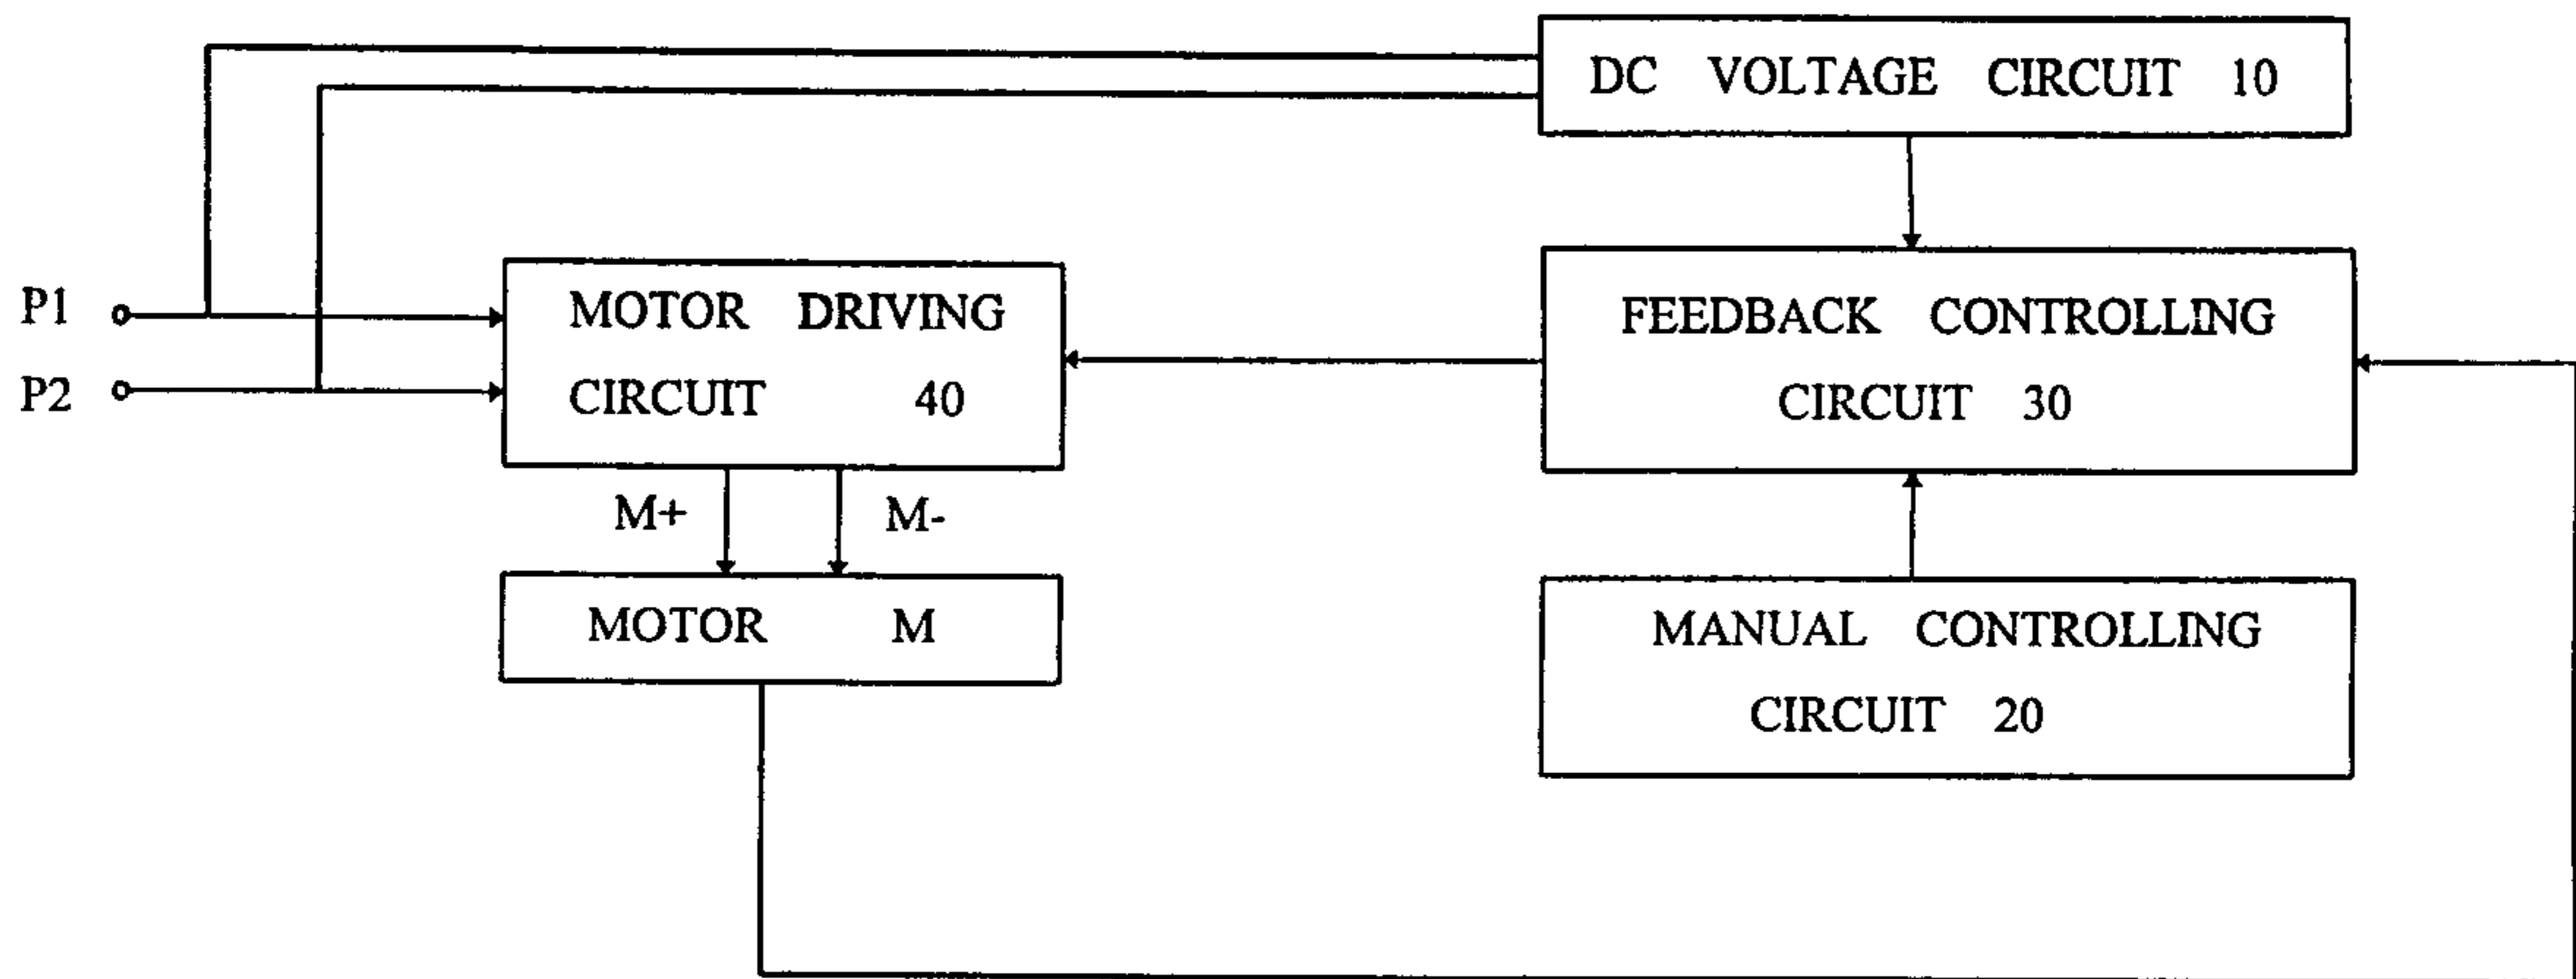 DC VOLTAGE CIRCUIT 10
P1
P2
MOTOR DRIVING
CIRCUIT 40
FEEDBACK CONTROLLING
CIRCUIT 30
M+
M-
MOTOR M
MANUAL CONTROLLING
CIRCUIT 20